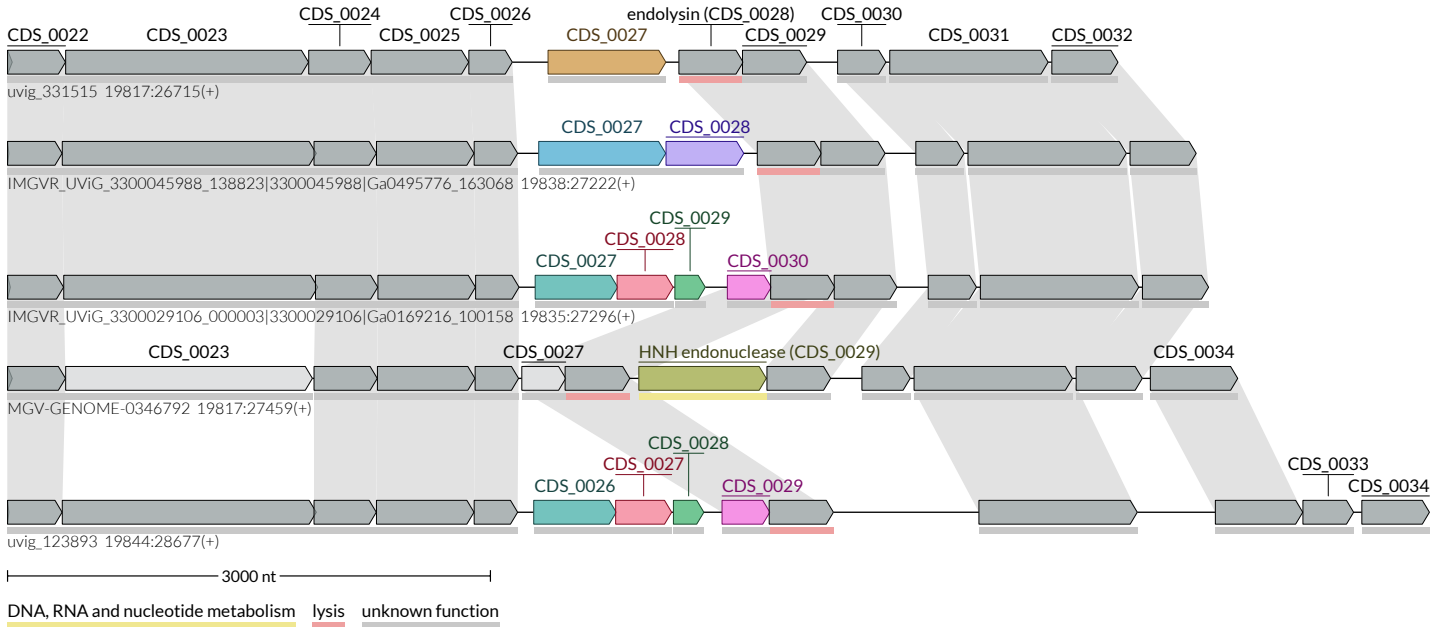 CDS_0024 CDS_0026 endolysin (CDS_0028) CDS_0030
CDS_0022 CDS_0023 CDS_0025 CDS_0027 CDS_0029 CDS_0031 CDS_0032
uvig_331515 19817:26715(+)
CDS_0027 CDS_0028
IMGVR_UViG_3300045988_138823|3300045988|Ga0495776_163068 19838:27222(+)
CDS_0029
CDS_0028
CDS_0027 CDS_0030
IMGVR_UViG_3300029106_000003|3300029106|Ga0169216_100158 19835:27296(+)
CDS_0023 CDS_0027 HNH endonuclease (CDS_0029) CDS_0034
MGV-GENOME-0346792 19817:27459(+)
CDS_0028
CDS_0027 CDS_0033
CDS_0026 CDS_0029 CDS_0034
uvig_123893 19844:28677(+)
3000 nt
DNA, RNA and nucleotide metabolism lysis unknown function